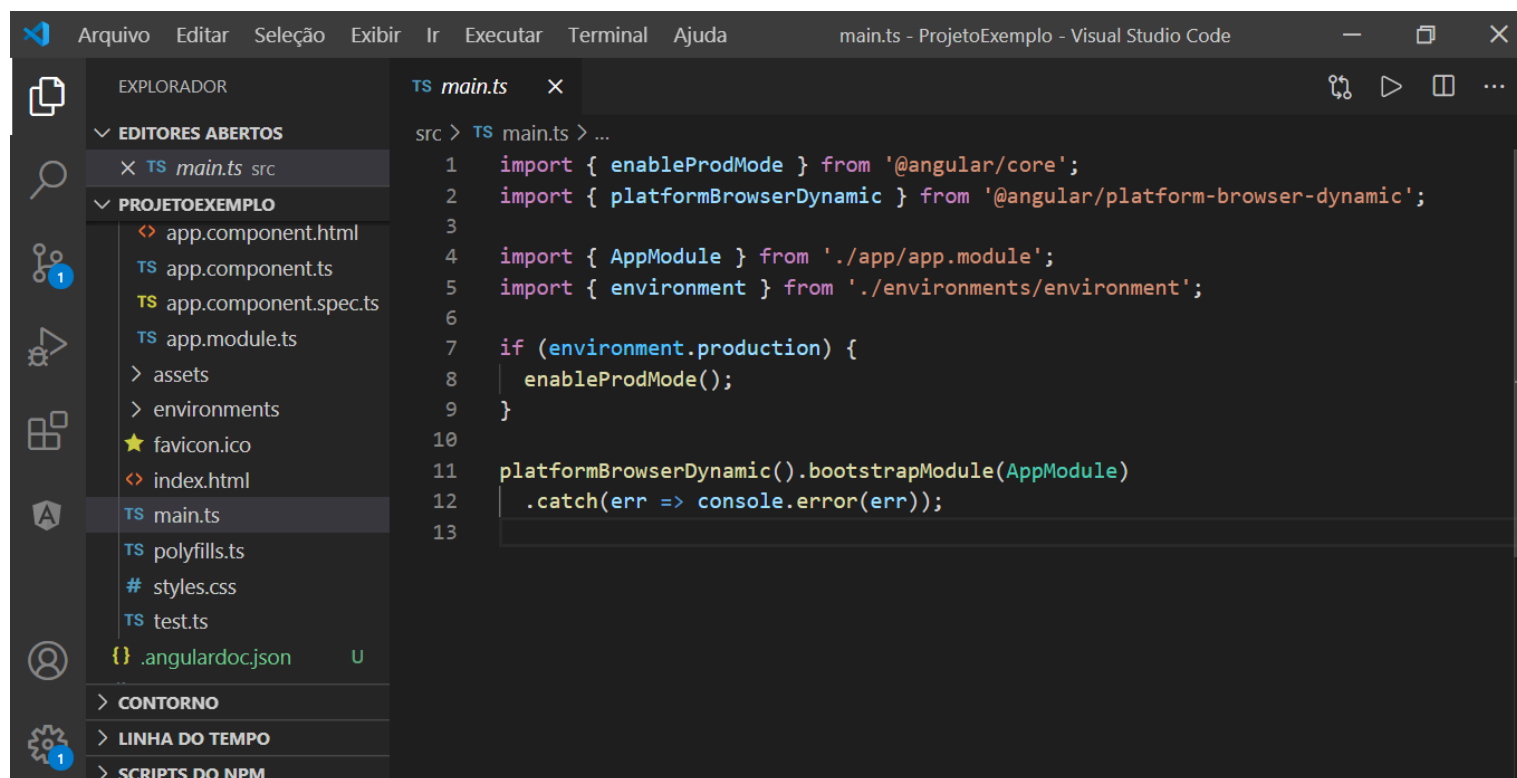 Arquivo Editar Seleção Exibir Ir Executar Terminal Ajuda main.ts - ProjetoExemplo - Visual Studio Code
EXPLORADOR
EDITORES ABERTOS
TS main.ts src
PROJETOEXEMPLO
<> app.component.html
TS app.component.ts
TS app.component.spec.ts
TS app.module.ts
> assets
> environments
favicon.ico
<> index.html
TS main.ts
TS polyfills.ts
# styles.css
TS test.ts
{} .angulardoc.json U
> CONTORNO
> LINHA DO TEMPO
> SCRIPTS DO NPM
1
1
TS main.ts
src > TS main.ts > ...
1 import { enableProdMode } from '@angular/core';
2 import { platformBrowserDynamic } from '@angular/platform-browser-dynamic';
3
4 import { AppModule } from './app/app.module';
5 import { environment } from './environments/environment';
6
7 if (environment.production) {
8   enableProdMode();
9 }
10
11 platformBrowserDynamic().bootstrapModule(AppModule)
12   .catch(err => console.error(err));
13